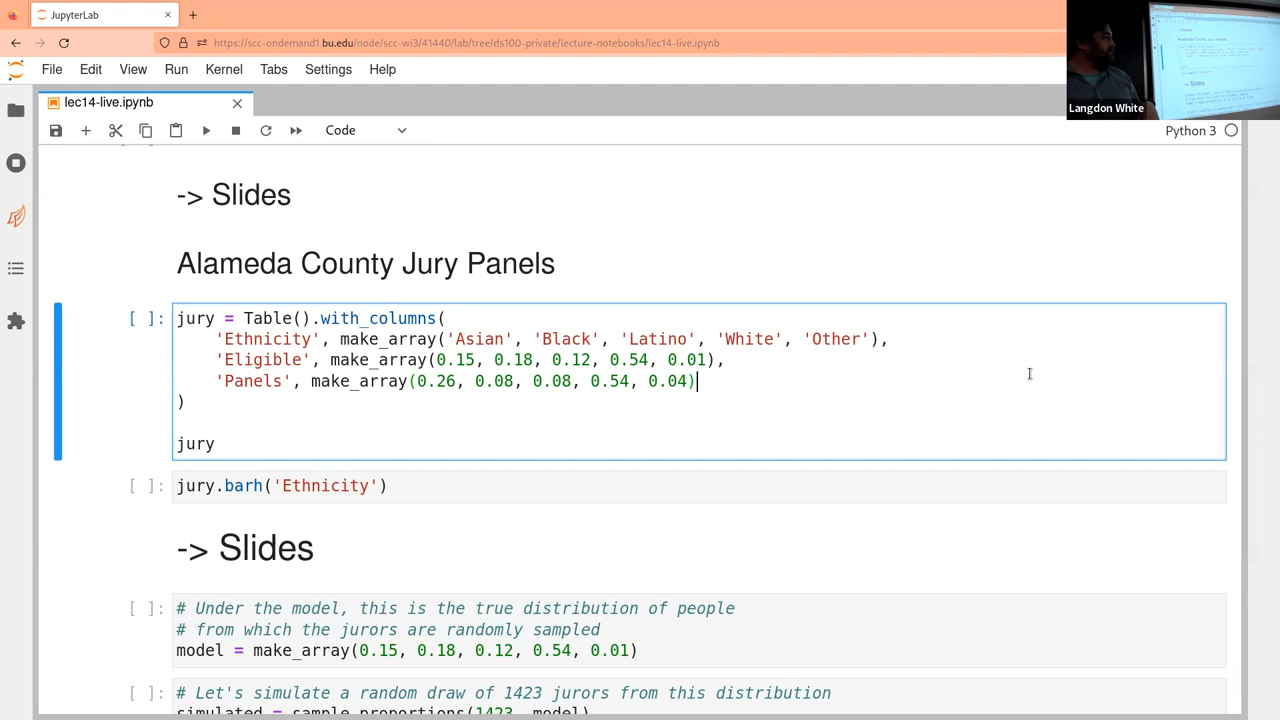 JupyterLab
https://scc-ondemand1.bu.edu/node/scc-wi3/41440/lab/tree/ds100-private/lecture-notebooks/lec14-live.ipynb
File Edit View Run Kernel Tabs Settings Help
Langdon White
lec14-live.ipynb
Code
Python 3
-> Slides
Alameda County Jury Panels
[ ]: jury = Table().with_columns(
'Ethnicity', make_array('Asian', 'Black', 'Latino', 'White', 'Other'),
'Eligible', make_array(0.15, 0.18, 0.12, 0.54, 0.01),
'Panels', make_array(0.26, 0.08, 0.08, 0.54, 0.04)
)
jury
[ ]: jury.barh('Ethnicity')
-> Slides
[ ]: # Under the model, this is the true distribution of people
# from which the jurors are randomly sampled
model = make_array(0.15, 0.18, 0.12, 0.54, 0.01)
[ ]: # Let's simulate a random draw of 1423 jurors from this distribution
simulated = sample_proportions(1423, model)